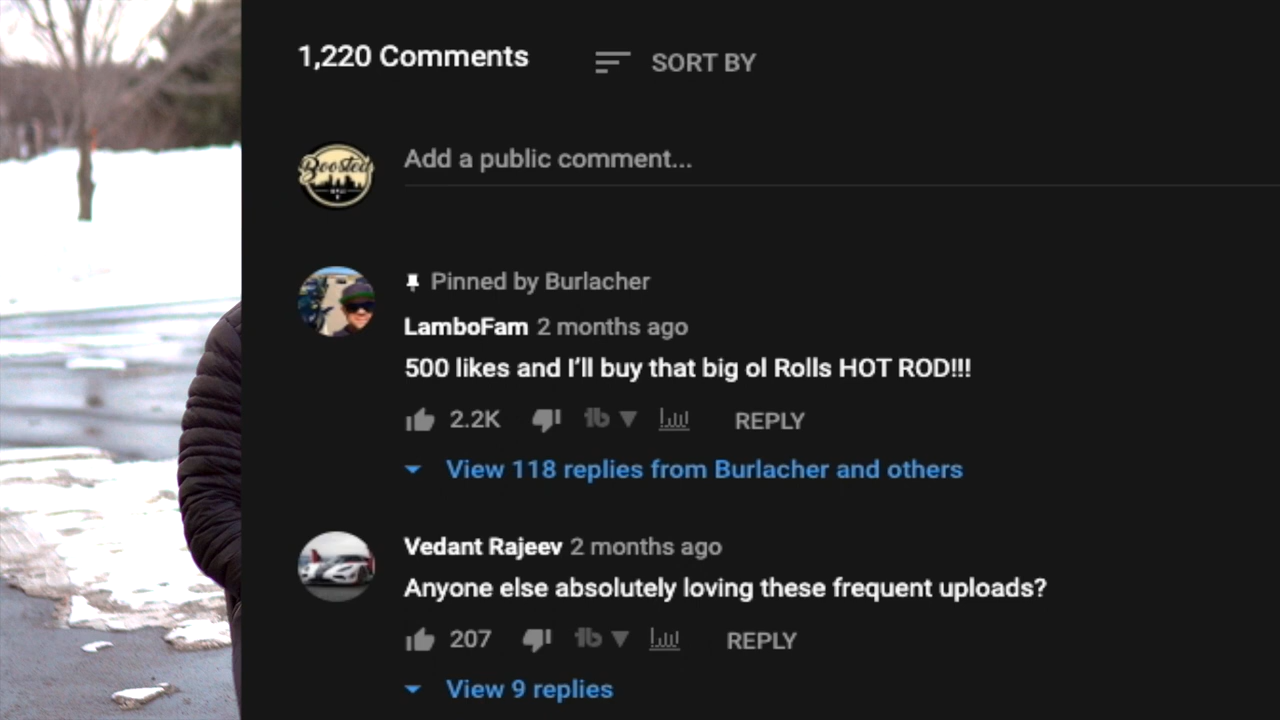 1,220 Comments
SORT BY
Boosted
Add a public comment...
Pinned by Burlacher
LamboFam 2 months ago
500 likes and I'll buy that big ol Rolls HOT ROD!!!
2.2K
REPLY
View 118 replies from Burlacher and others
Vedant Rajeev 2 months ago
Anyone else absolutely loving these frequent uploads?
207
REPLY
View 9 replies